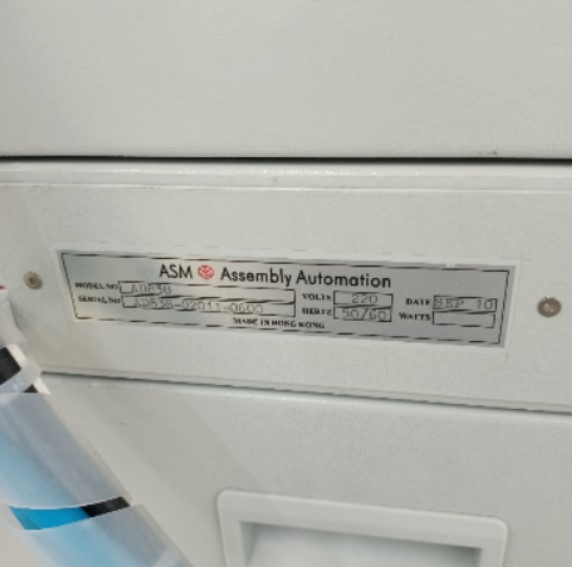 ASM Assembly Automation
MODEL NO AD838 VOLTS 220 DATE SEP 10
SERIAL NO AD838-02011-0600 HERTZ 50/60 WATTS
MADE IN HONG KONG